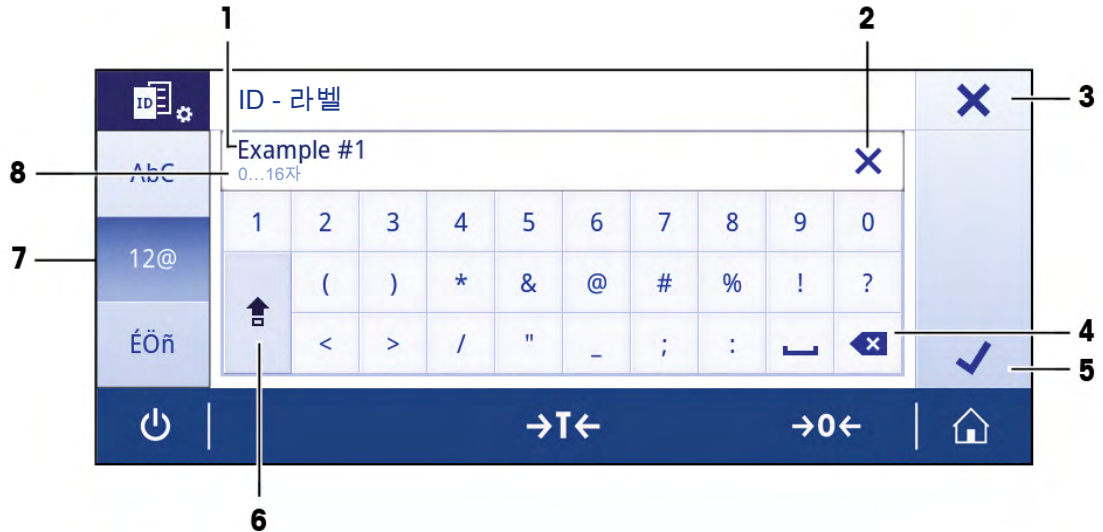 1 2
ID
ID - 라벨
3
AbC
Example #1
8
0...16자
1 2 3 4 5 6 7 8 9 0
7
12@
( ) * & @ # % ! ?
ÉÖñ
< > / " _ ; :
4
5
→T← →0←
6